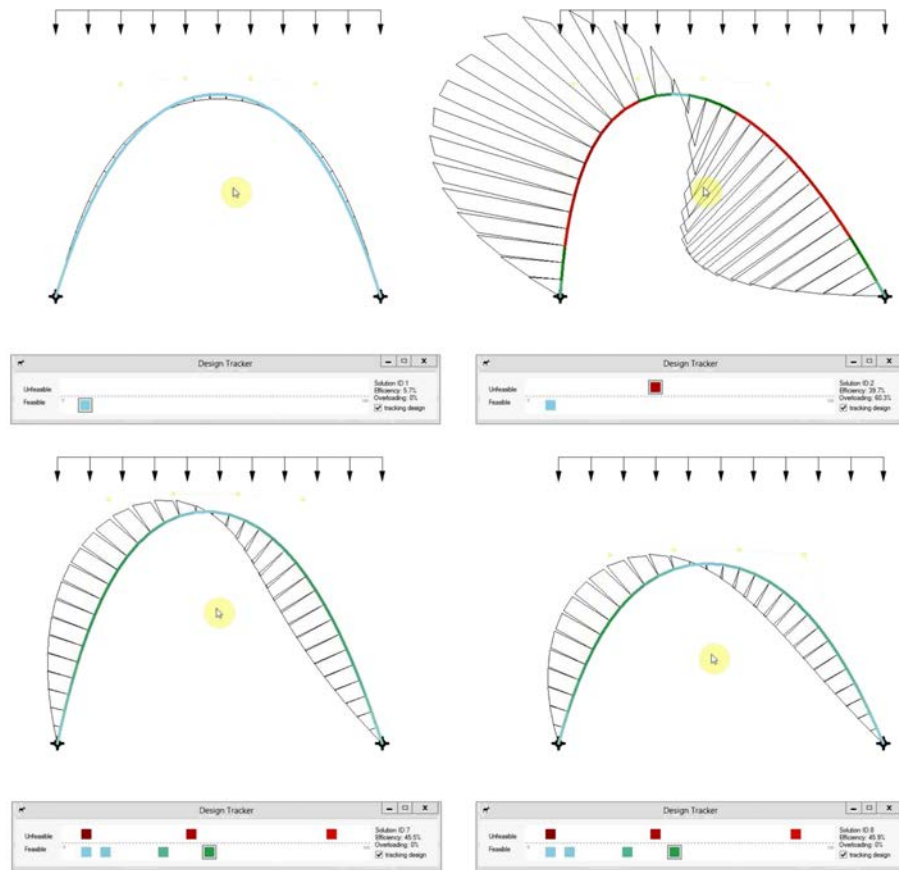 Design Tracker
Unfeasible
Feasible
Solution ID:1
Efficiency: 5.7%
Overloading: 0%
tracking design
Design Tracker
Unfeasible
Feasible
Solution ID:2
Efficiency: 39.7%
Overloading: 60.3%
tracking design
Design Tracker
Unfeasible
Feasible
Solution ID:7
Efficiency: 45.5%
Overloading: 0%
tracking design
Design Tracker
Unfeasible
Feasible
Solution ID:8
Efficiency: 45.9%
Overloading: 0%
tracking design